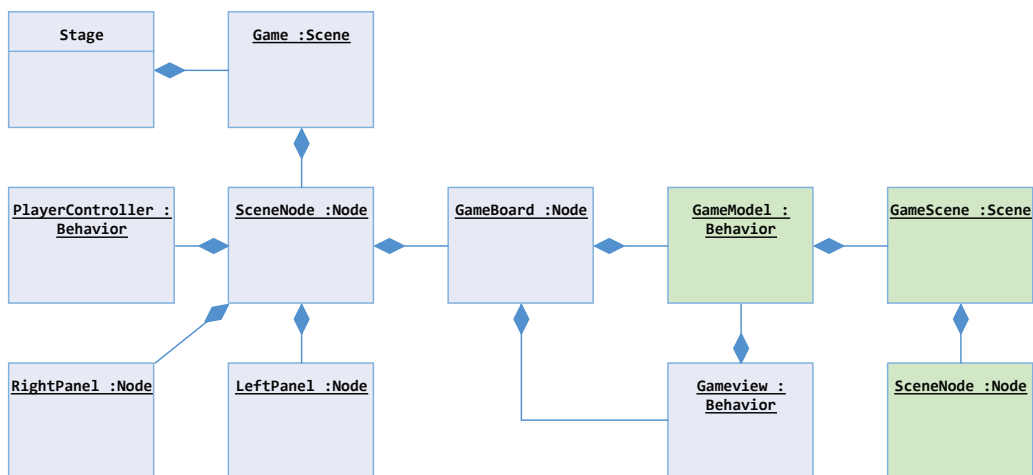 Stage
Game :Scene
PlayerController :
Behavior
SceneNode :Node
GameBoard :Node
GameModel :
Behavior
GameScene :Scene
RightPanel :Node
LeftPanel :Node
Gameview :
Behavior
SceneNode :Node